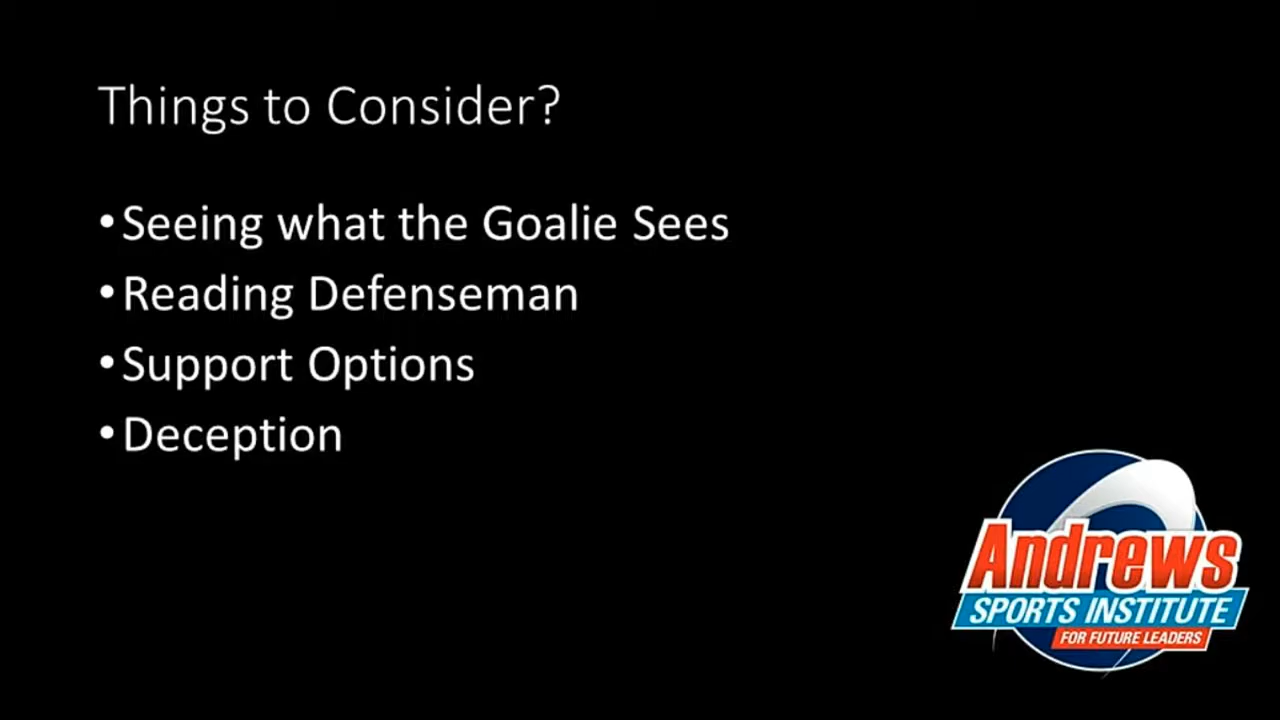 Things to Consider?
•Seeing what the Goalie Sees
•Reading Defenseman
•Support Options
•Deception
Andrews
SPORTS INSTITUTE
FOR FUTURE LEADERS